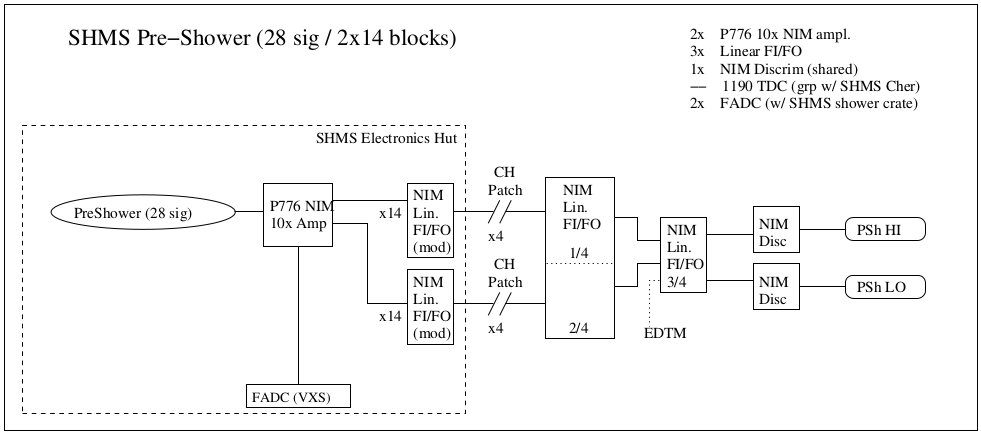 SHMS Pre−Shower (28 sig / 2x14 blocks)
2x P776 10x NIM ampl.
3x Linear FI/FO
1x NIM Discrim (shared)
−− 1190 TDC (grp w/ SHMS Cher)
2x FADC (w/ SHMS shower crate)
SHMS Electronics Hut
PreShower (28 sig)
P776 NIM
10x Amp
x14
NIM
Lin.
FI/FO
(mod)
x14
NIM
Lin.
FI/FO
(mod)
FADC (VXS)
CH
Patch
x4
CH
Patch
x4
NIM
Lin.
FI/FO
1/4
2/4
NIM
Lin.
FI/FO
3/4
EDTM
NIM
Disc
PSh HI
NIM
Disc
PSh LO